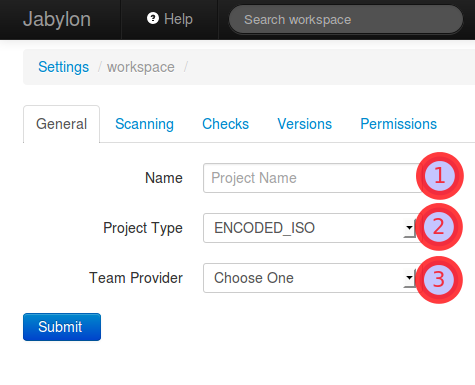 Jabylon Help Search workspace
Settings / workspace /
General Scanning Checks Versions Permissions
Name Project Name 1
Project Type ENCODED_ISO 2
Team Provider Choose One 3
Submit